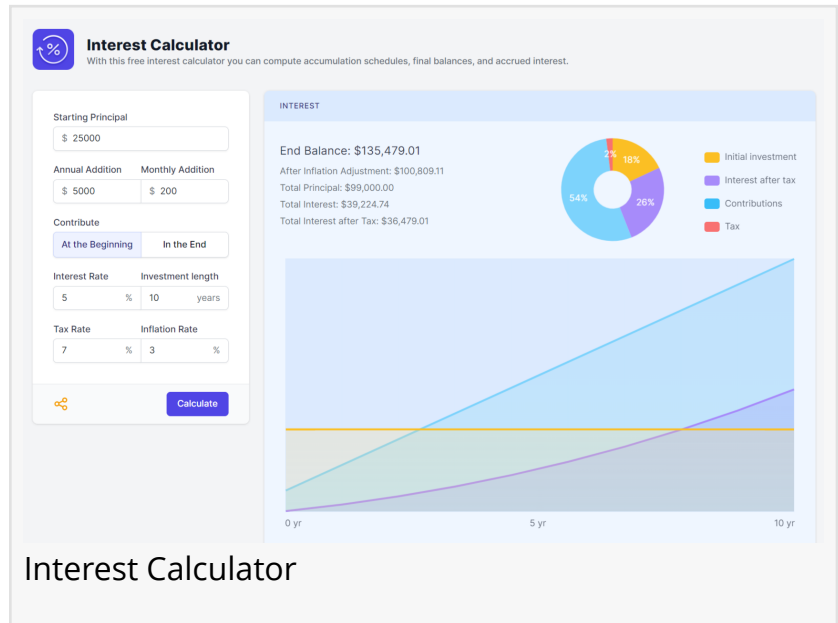 Interest Calculator
With this free interest calculator you can compute accumulation schedules, final balances, and accrued interest.
Starting Principal
$ 25000
Annual Addition Monthly Addition
$ 5000 $ 200
Contribute
At the Beginning In the End
Interest Rate Investment length
5 % 10 years
Tax Rate Inflation Rate
7 % 3 %
Calculate
INTEREST
End Balance: $135,479.01
After Inflation Adjustment: $100,809.11
Total Principal: $99,000.00
Total Interest: $39,224.74
Total Interest after Tax: $36,479.01
2%
18%
54%
26%
Initial investment
Interest after tax
Contributions
Tax
0 yr 5 yr 10 yr
Interest Calculator